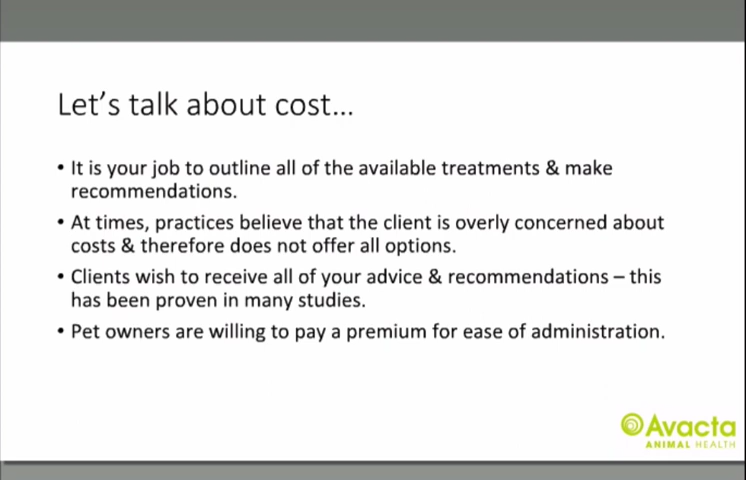 Let's talk about cost...
• It is your job to outline all of the available treatments & make
recommendations.
• At times, practices believe that the client is overly concerned about
costs & therefore does not offer all options.
• Clients wish to receive all of your advice & recommendations – this
has been proven in many studies.
• Pet owners are willing to pay a premium for ease of administration.
Avacta
ANIMAL HEALTH